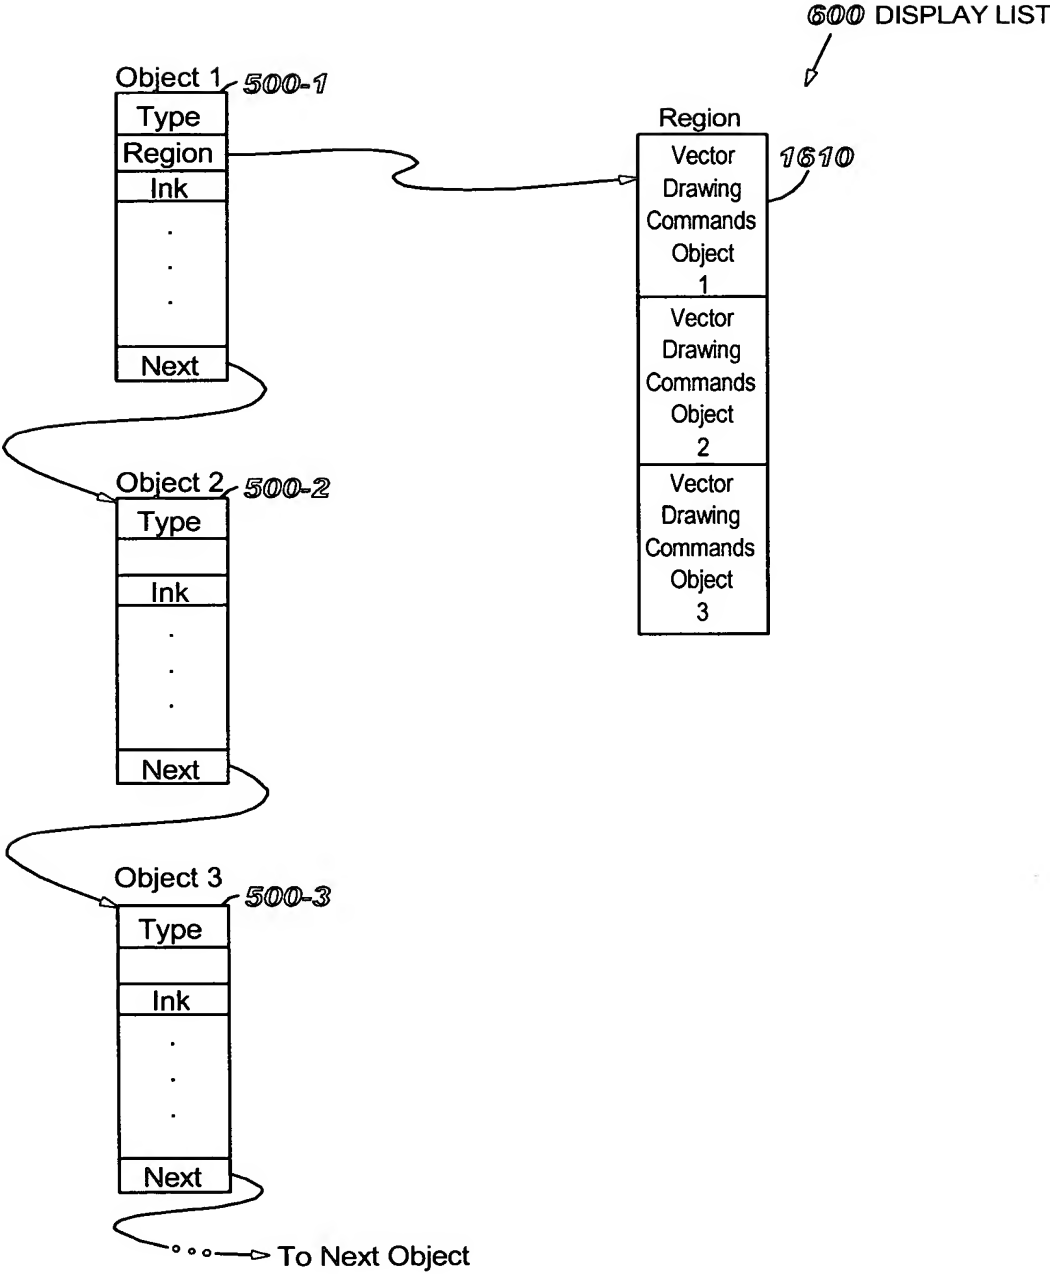 600 DISPLAY LIST
Object 1
500-1
Type
Region
Ink
Next
Region
1610
Vector
Drawing
Commands
Object
1
Vector
Drawing
Commands
Object
2
Vector
Drawing
Commands
Object
3
Object 2
500-2
Type
Ink
Next
Object 3
500-3
Type
Ink
Next
To Next Object